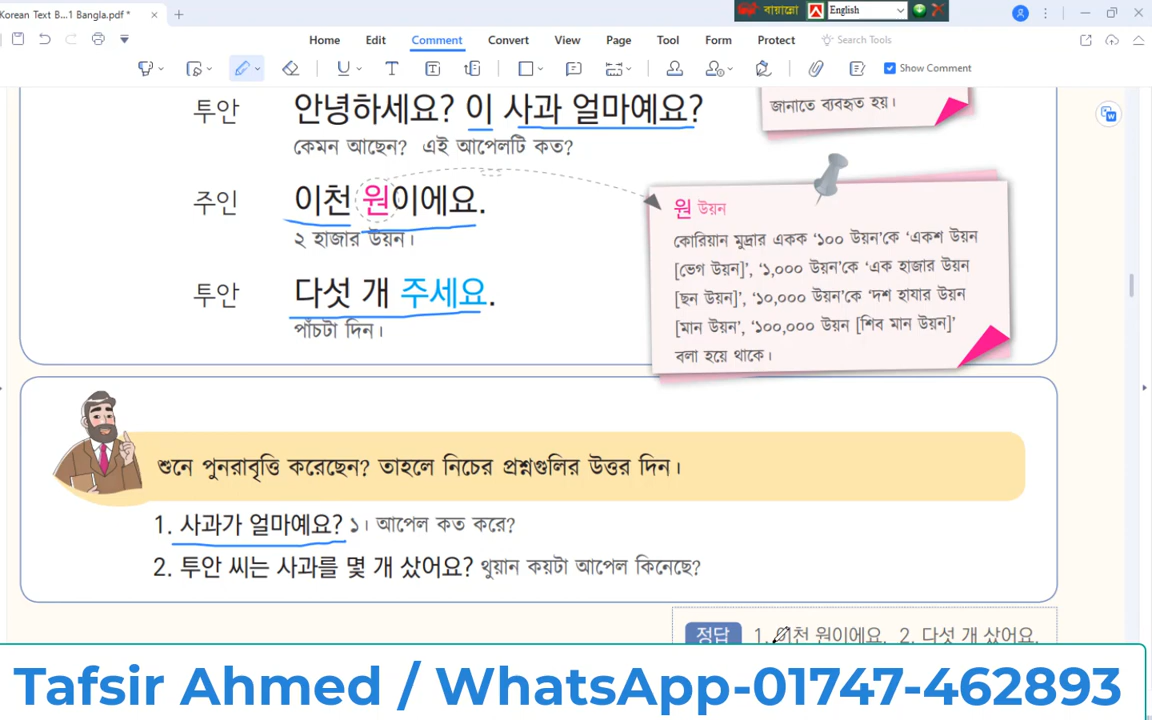 Korean Text B...1 Bangla.pdf *
বায়ান্নো
English
Home Edit Comment Convert View Page Tool Form Protect Search Tools
Show Comment
투안 안녕하세요? 이 사과 얼마예요?
কেমন আছেন? এই আপেলটি কত?
জানাতে ব্যবহৃত হয়।
주인 이천 원이에요.
২ হাজার উয়ন।
투안 다섯 개 주세요.
পাঁচটা দিন।
원 উয়ন
কোরিয়ান মুদ্রার একক ‘১০০ উয়ন’কে ‘একশ উয়ন
[ভেগ উয়ন]’, ‘১,০০০ উয়ন’কে ‘এক হাজার উয়ন
[ছন উয়ন]’, ‘১০,০০০ উয়ন’কে ‘দশ হাযার উয়ন
[মান উয়ন’, ‘১০০,০০০ উয়ন [শিব মান উয়ন]’
বলা হয়ে থাকে।
শুনে পুনরাবৃত্তি করেছেন? তাহলে নিচের প্রশ্নগুলির উত্তর দিন।
1. 사과가 얼마예요? ১। আপেল কত করে?
2. 투안 씨는 사과를 몇 개 샀어요? থুয়ান কয়টা আপেল কিনেছে?
정답 1. 이천 원이에요. 2. 다섯 개 샀어요.
Tafsir Ahmed / WhatsApp-01747-462893